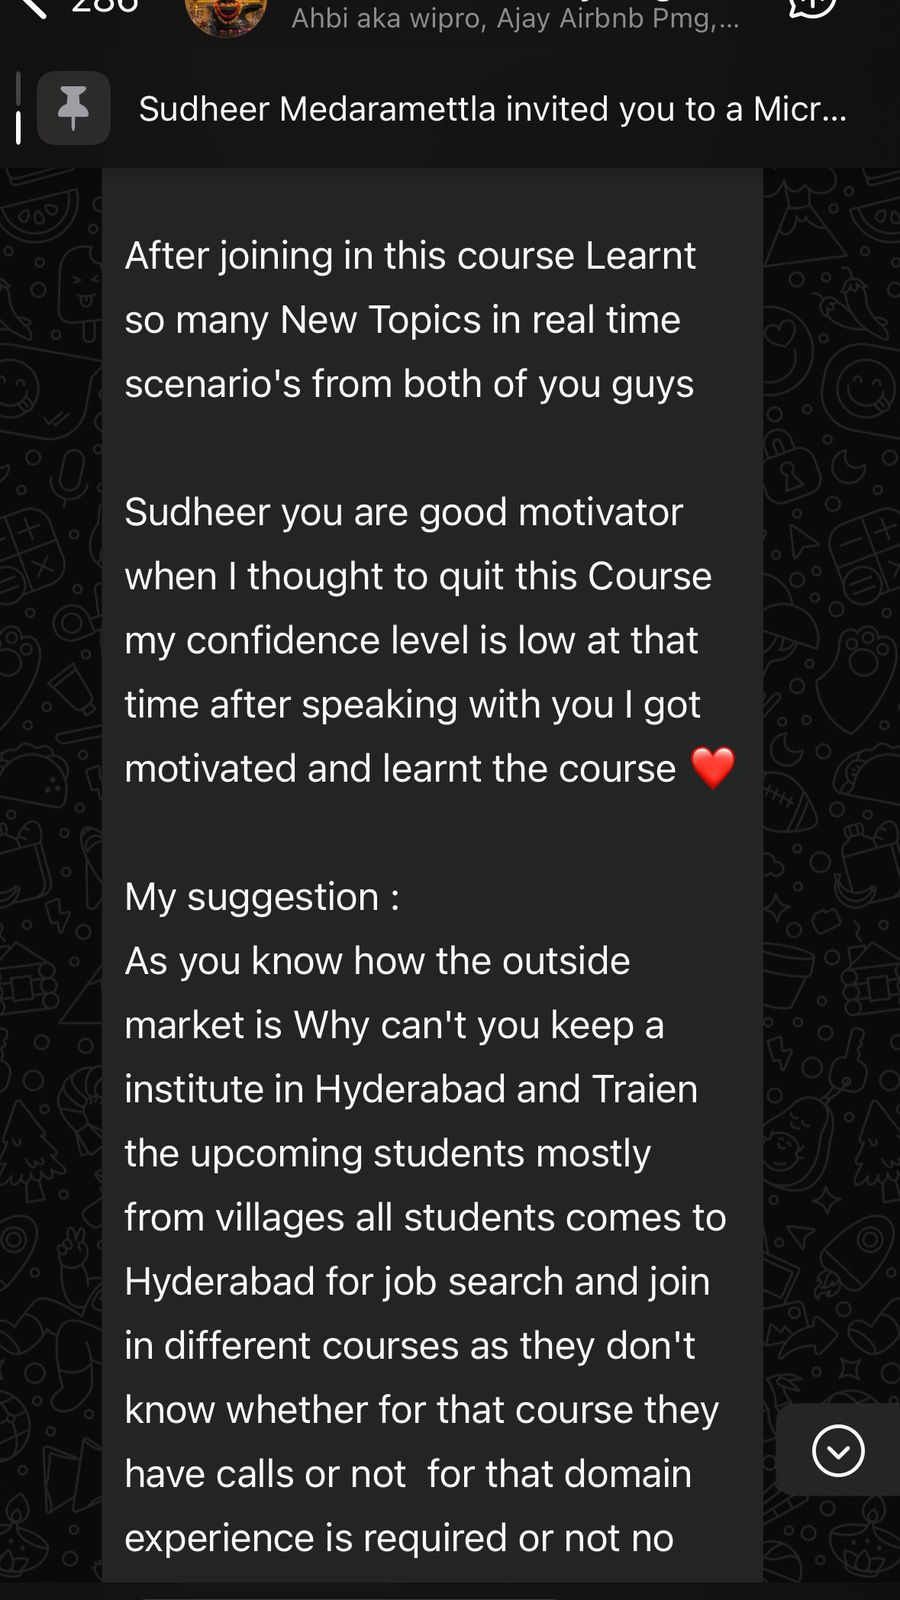 Ahbi aka wipro, Ajay Airbnb Pmg,...
Sudheer Medaramettla invited you to a Micr...
After joining in this course Learnt
so many New Topics in real time
scenario's from both of you guys
Sudheer you are good motivator
when I thought to quit this Course
my confidence level is low at that
time after speaking with you I got
motivated and learnt the course ❤️
My suggestion :
As you know how the outside
market is Why can't you keep a
institute in Hyderabad and Traien
the upcoming students mostly
from villages all students comes to
Hyderabad for job search and join
in different courses as they don't
know whether for that course they
have calls or not  for that domain
experience is required or not no